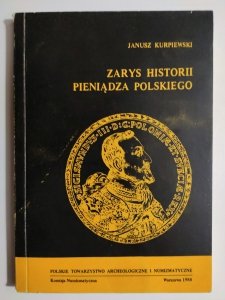 JANUSZ KURPIEWSKI
ZARYS HISTORII
PIENIĄDZA POLSKIEGO
POLSKIE TOWARZYSTWO ARCHEOLOGICZNE I NUMIZMATYCZNE
Komisja Numizmatyczna
Warszawa 1988